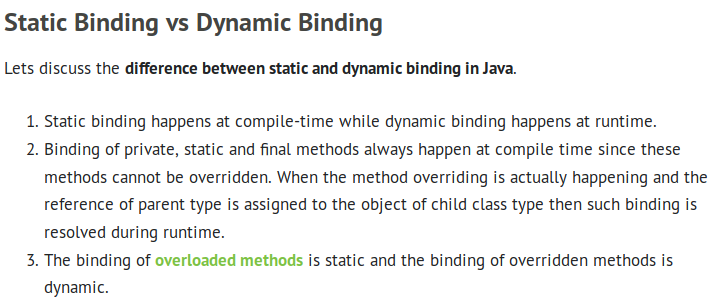 Static Binding vs Dynamic Binding
Lets discuss the difference between static and dynamic binding in Java.
1. Static binding happens at compile-time while dynamic binding happens at runtime.
2. Binding of private, static and final methods always happen at compile time since these
methods cannot be overridden. When the method overriding is actually happening and the
reference of parent type is assigned to the object of child class type then such binding is
resolved during runtime.
3. The binding of overloaded methods is static and the binding of overridden methods is
dynamic.